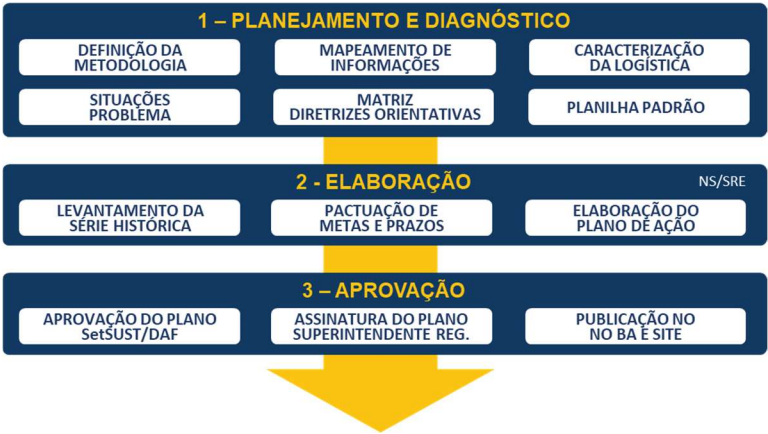 1 – PLANEJAMENTO E DIAGNÓSTICO
DEFINIÇÃO DA
METODOLOGIA
MAPEAMENTO DE
INFORMAÇÕES
CARACTERIZAÇÃO
DA LOGÍSTICA
SITUAÇÕES
PROBLEMA
MATRIZ
DIRETRIZES ORIENTATIVAS
PLANILHA PADRÃO
2 - ELABORAÇÃO
NS/SRE
LEVANTAMENTO DA
SÉRIE HISTÓRICA
PACTUAÇÃO DE
METAS E PRAZOS
ELABORAÇÃO DO
PLANO DE AÇÃO
3 – APROVAÇÃO
APROVAÇÃO DO PLANO
SetSUST/DAF
ASSINATURA DO PLANO
SUPERINTENDENTE REG.
PUBLICAÇÃO NO
NO BA E SITE